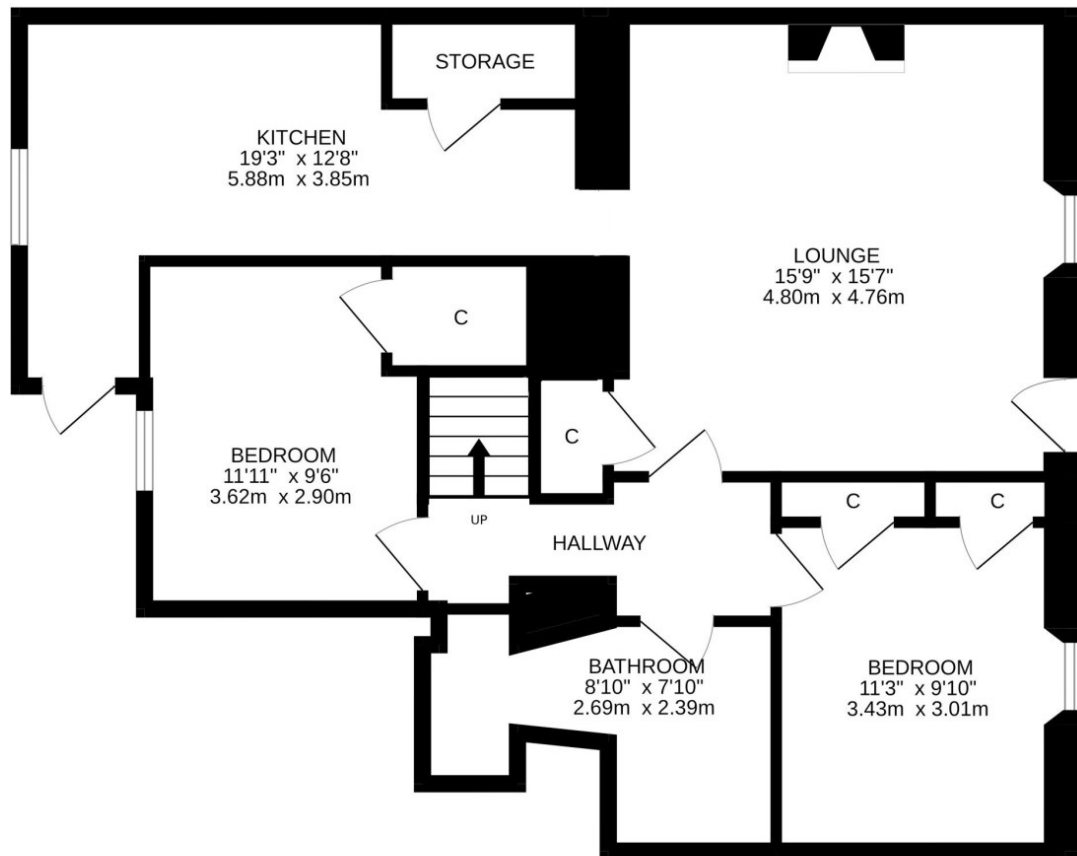 STORAGE
KITCHEN
19'3" x 12'8"
5.88m x 3.85m
LOUNGE
15'9" x 15'7"
4.80m x 4.76m
C
C
BEDROOM
11'11" x 9'6"
3.62m x 2.90m
UP
HALLWAY
C
C
BATHROOM
8'10" x 7'10"
2.69m x 2.39m
BEDROOM
11'3" x 9'10"
3.43m x 3.01m